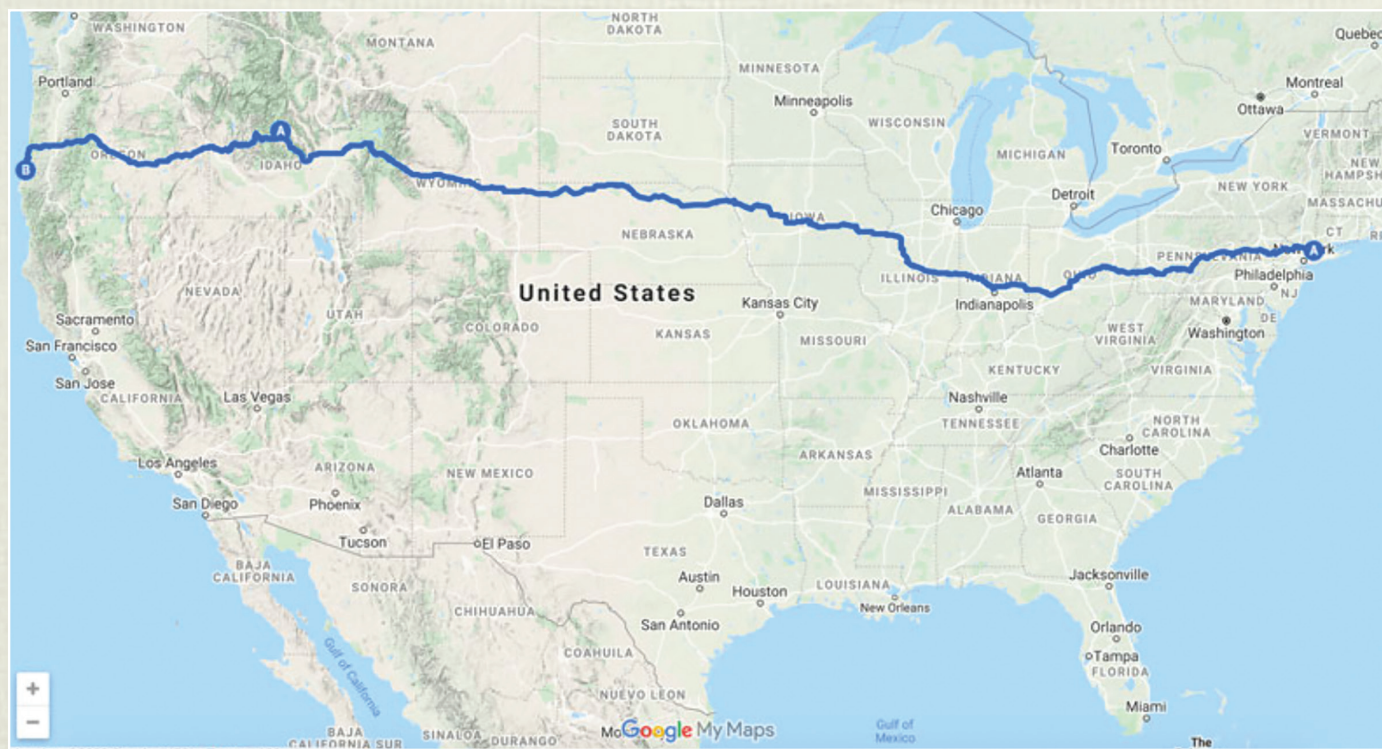 WASHINGTON
NORTH
DAKOTA
MONTANA
Quebec
Portland
MINNESOTA
Montreal
Minneapolis
Ottawa
SOUTH
DAKOTA
WISCONSIN
VERMONT
MICHIGAN
Toronto
B
A
OREGON
IDAHO
NEW
HAMPSH
WYOMING
NEW YORK
Detroit
MASSACHU
IOWA
Chicago
CT
RI
NEBRASKA
PENNSYLVANIA
New York
A
ILLINOIS
INDIANA
OHIO
Philadelphia
NEVADA
United States
Kansas City
Indianapolis
MARYLAND
NJ
UTAH
Sacramento
COLORADO
KANSAS
MISSOURI
WEST
VIRGINIA
Washington
DE
San Francisco
San Jose
KENTUCKY
VIRGINIA
CALIFORNIA
Las Vegas
Nashville
TENNESSEE
OKLAHOMA
NORTH
CAROLINA
Charlotte
Los Angeles
ARIZONA
NEW MEXICO
ARKANSAS
Atlanta
SOUTH
CAROLINA
San Diego
Phoenix
Dallas
MISSISSIPPI
ALABAMA
GEORGIA
Tucson
El Paso
TEXAS
BAJA
CALIFORNIA
SONORA
Austin
Houston
LOUISIANA
Jacksonville
CHIHUAHUA
San Antonio
New Orleans
Orlando
COAHUILA
Tampa
FLORIDA
Gulf of California
NUEVO LEON
Miami
+
−
BAJA
CALIFORNIA SUR
SINALOA
DURANGO
Mo
Google My Maps
Gulf of
Mexico
The